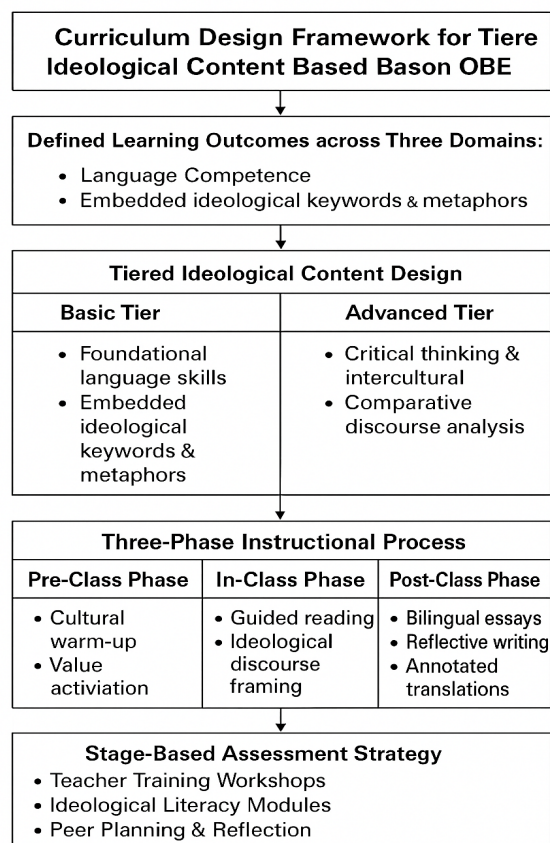 Curriculum Design Framework for Tiere
Ideological Content Based Bason OBE
Defined Learning Outcomes across Three Domains:
• Language Competence
• Embedded ideological keywords & metaphors
Tiered Ideological Content Design
Basic Tier
• Foundational
language skills
• Embedded
ideological
keywords &
metaphors
Advanced Tier
• Critical thinking &
intercultural
• Comparative
discourse analysis
Three-Phase Instructional Process
Pre-Class Phase
• Cultural
warm-up
• Value
activiation
In-Class Phase
• Guided reading
• Ideological
discourse
framing
Post-Class Phase
• Bilingual essays
• Reflective writing
• Annotated
translations
Stage-Based Assessment Strategy
• Teacher Training Workshops
• Ideological Literacy Modules
• Peer Planning & Reflection